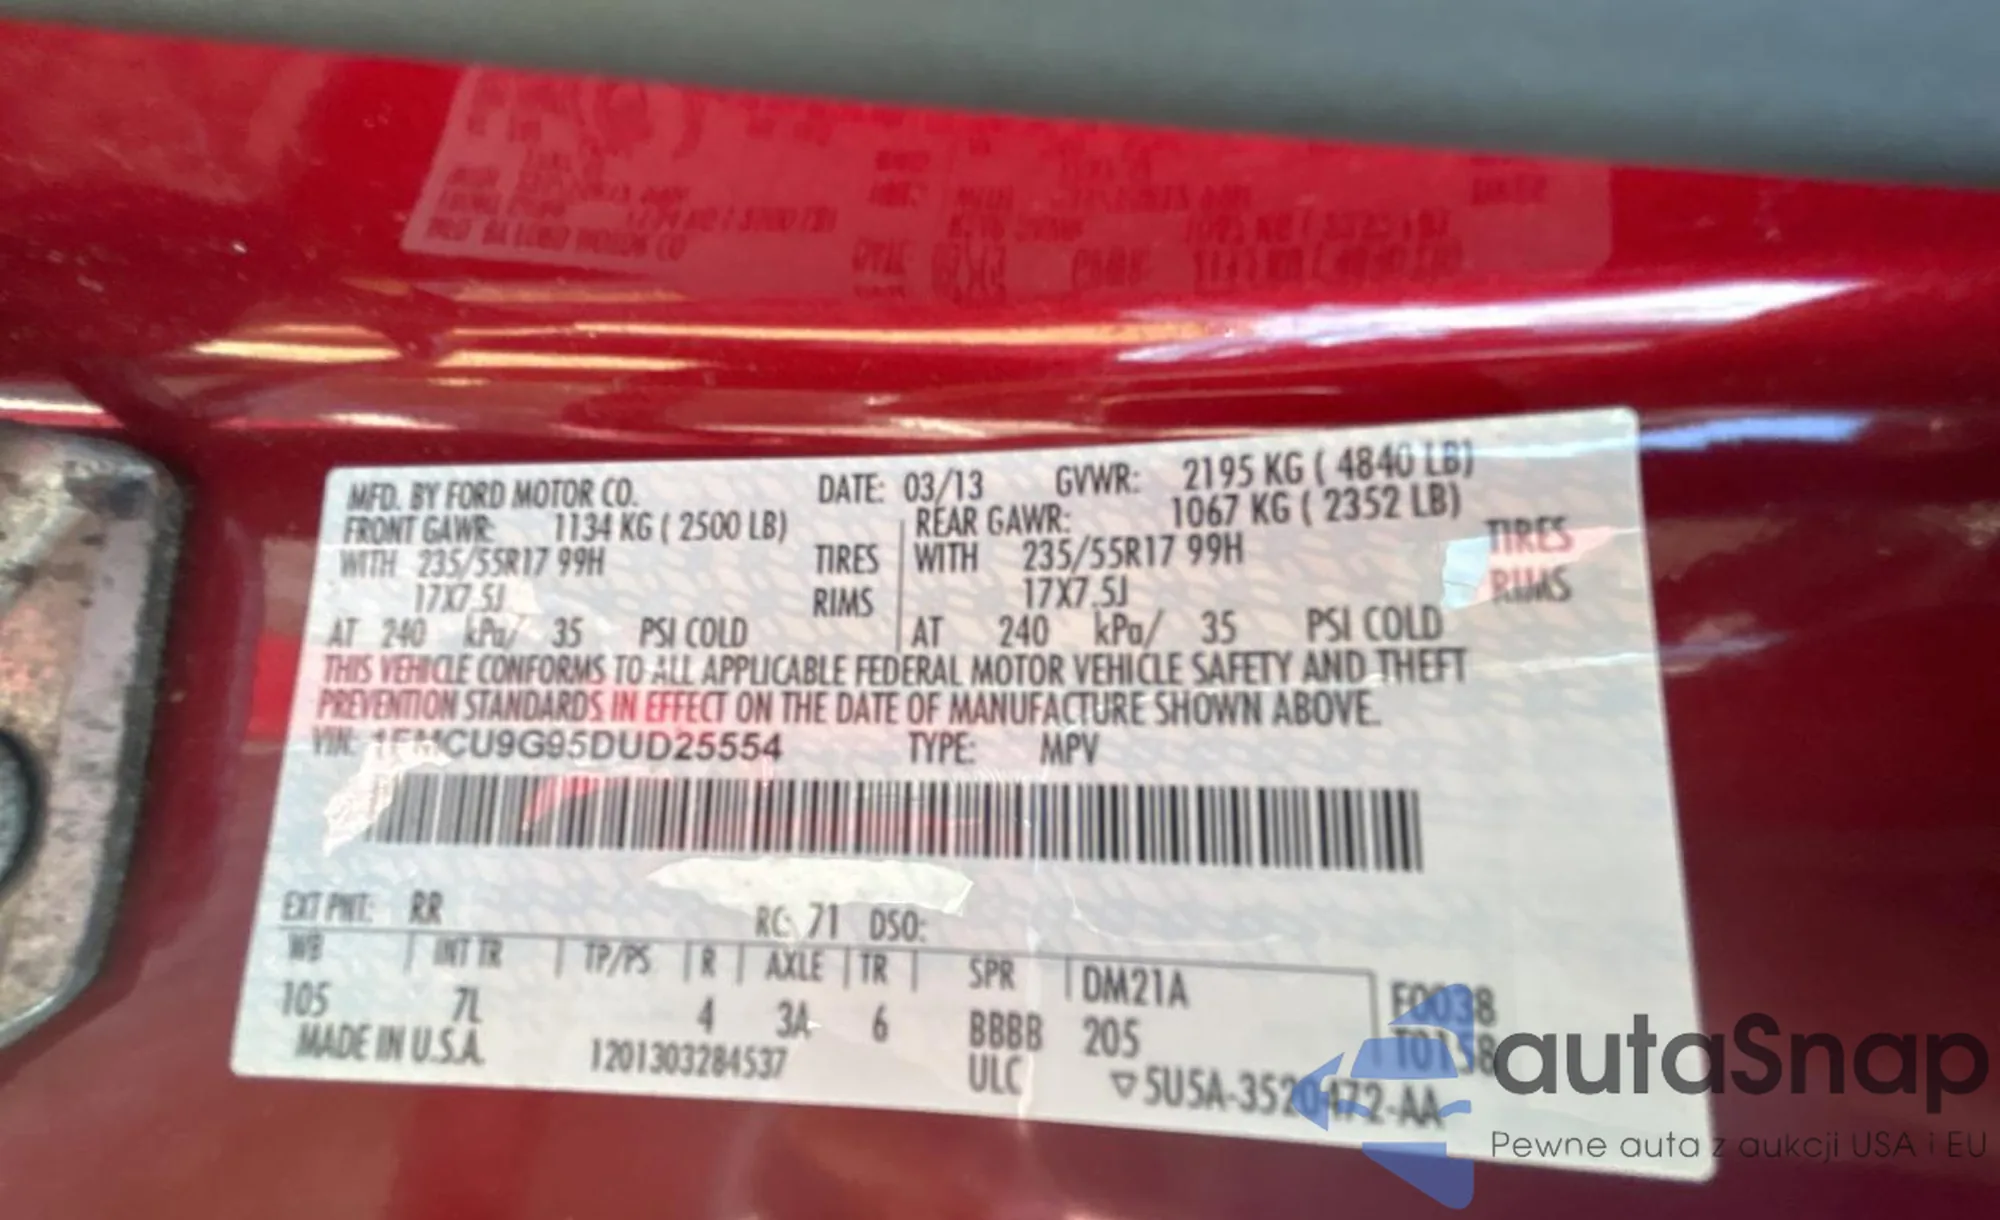 MFD. BY FORD MOTOR CO. DATE: 03/13 GVWR: 2195 KG ( 4840 LB)
FRONT GAWR: 1134 KG ( 2500 LB) REAR GAWR: 1067 KG ( 2352 LB)
WITH 235/55R17 99H TIRES WITH 235/55R17 99H TIRES
17X7.5J RIMS 17X7.5J RIMS
AT 240 kPa/ 35 PSI COLD AT 240 kPa/ 35 PSI COLD
THIS VEHICLE CONFORMS TO ALL APPLICABLE FEDERAL MOTOR VEHICLE SAFETY AND THEFT
PREVENTION STANDARDS IN EFFECT ON THE DATE OF MANUFACTURE SHOWN ABOVE.
VIN: 1FMCU9G95DUD25554 TYPE: MPV
EXT PNT: RR RC: 71 DSO:
WB INT TR TP/PS R AXLE TR SPR DM21A
105 7L 4 3A 6 BBBB 205
MADE IN U.S.A. 1201303284537 ULC ▽5U5A-3520472-AA
autaSnap
Pewne auta z aukcji USA i EU